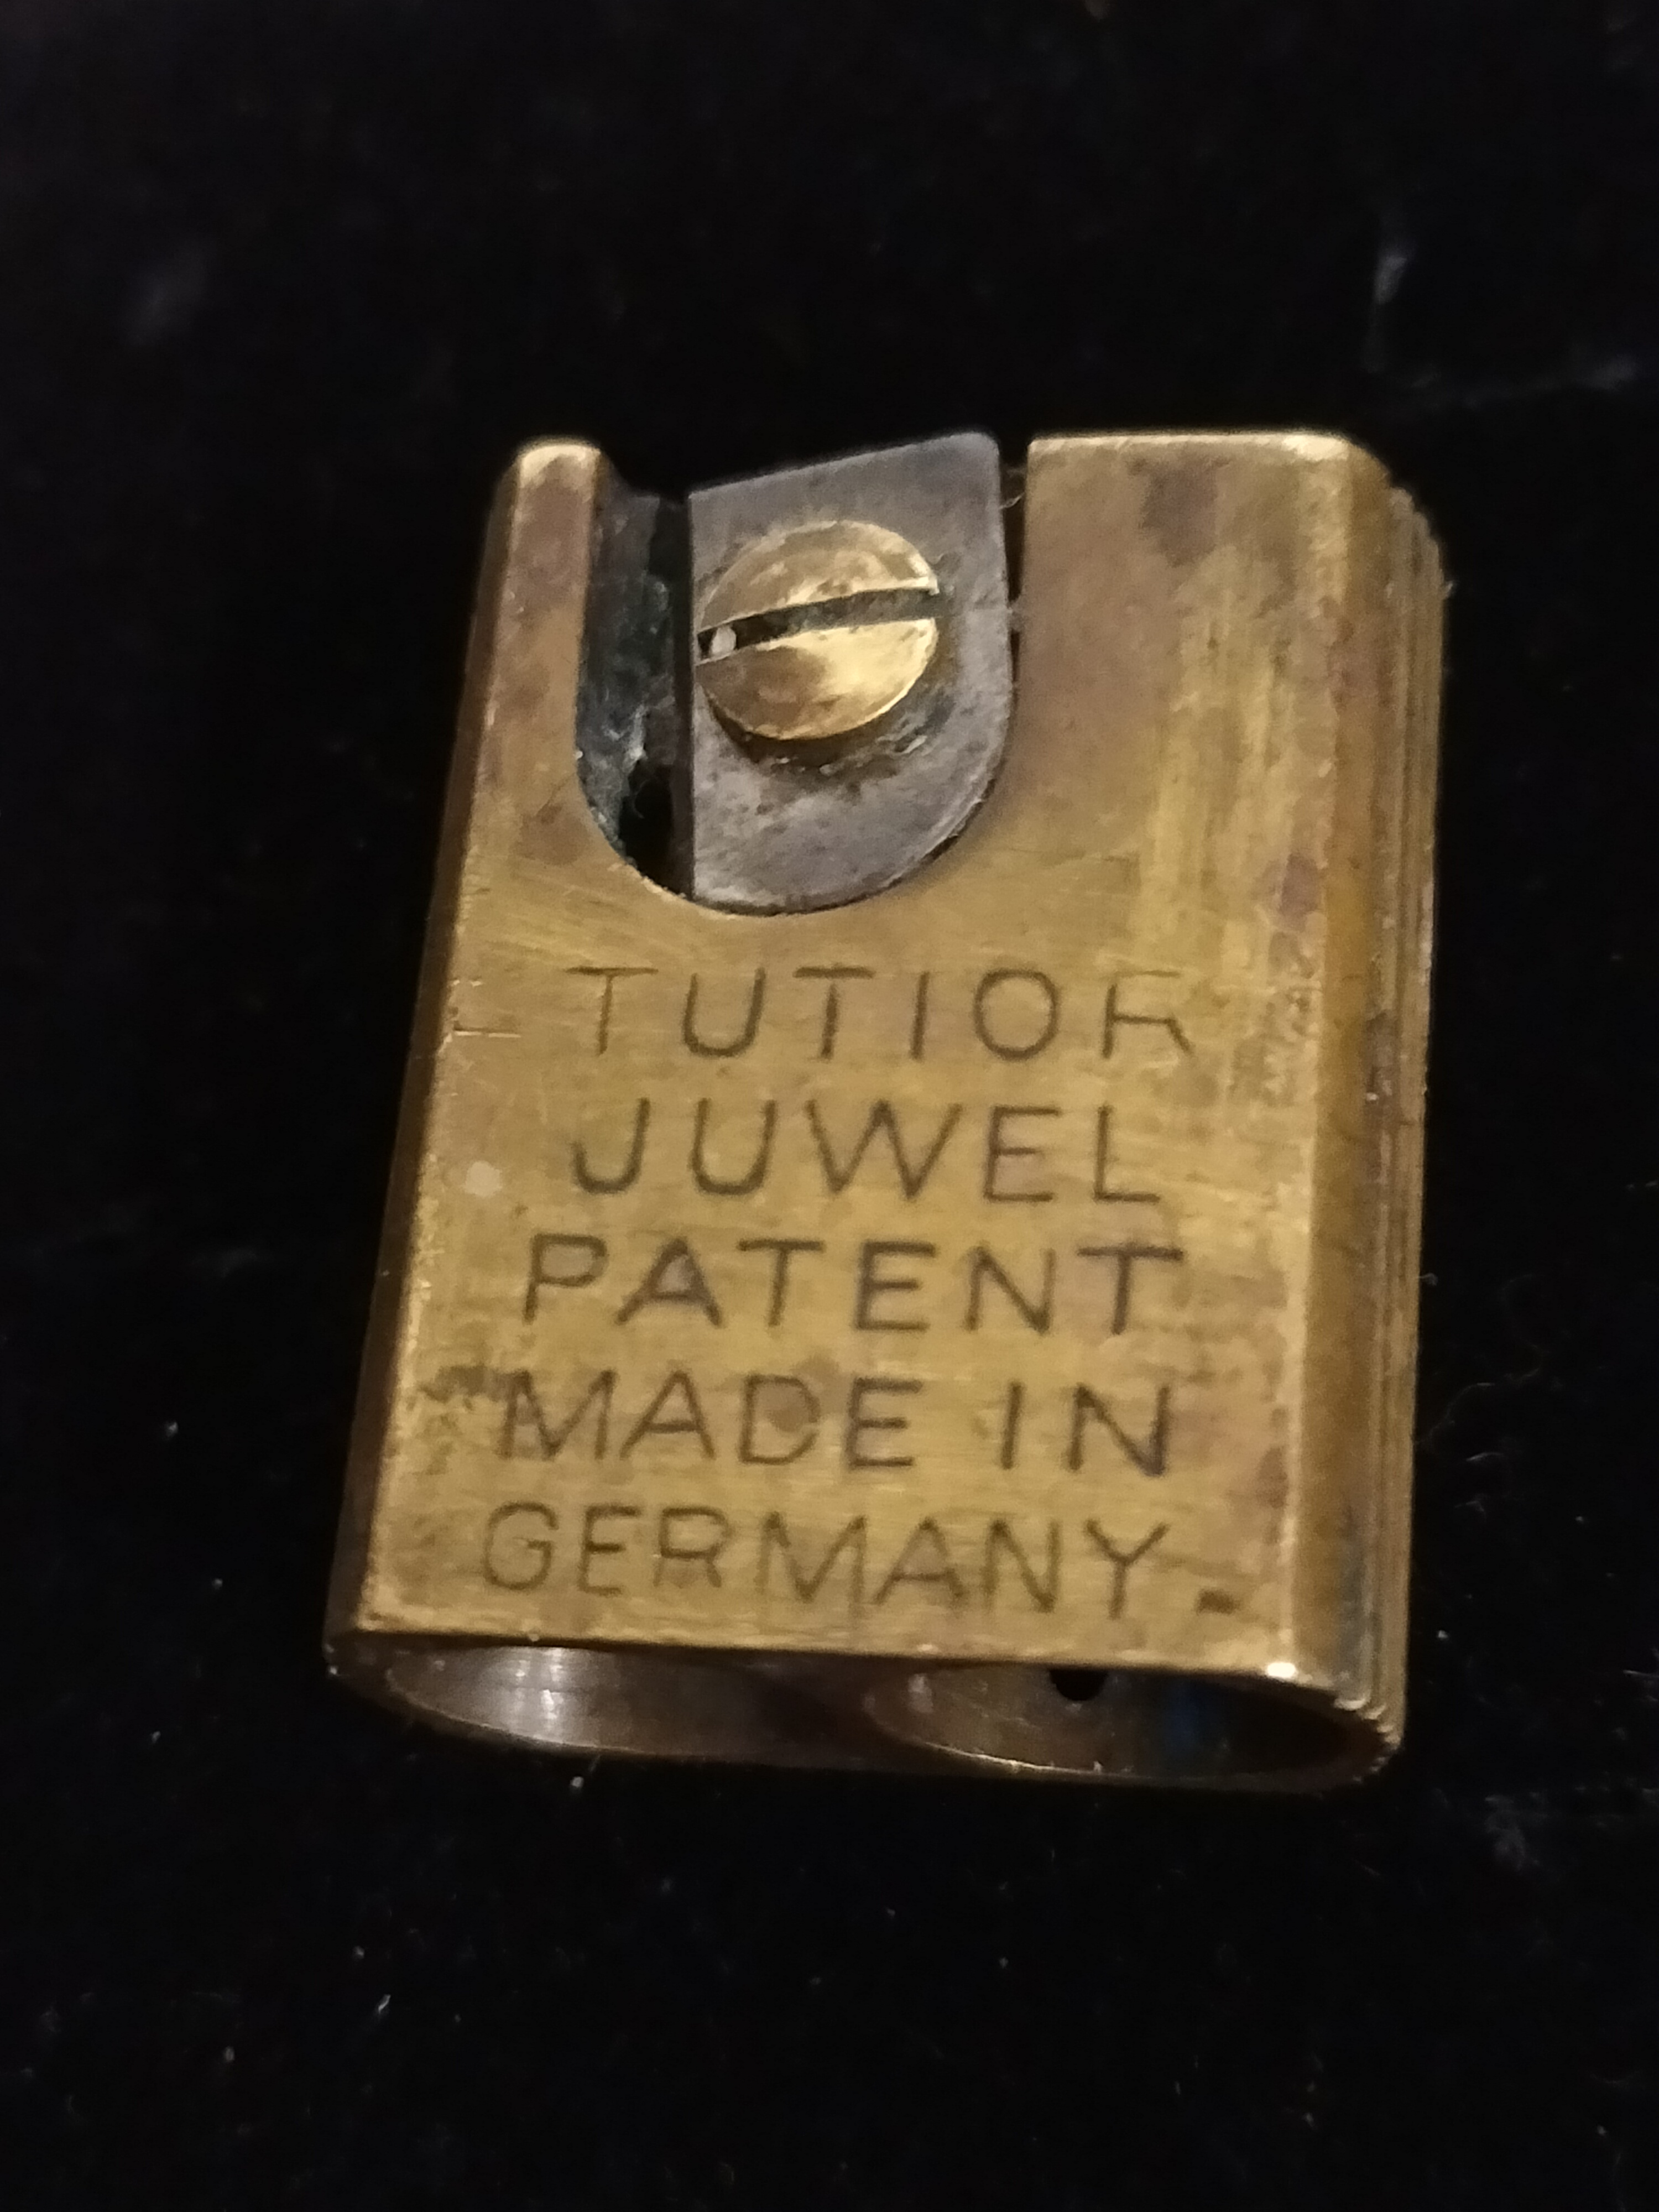 TUTIOR
JUWEL
PATENT
MADE IN
GERMANY.